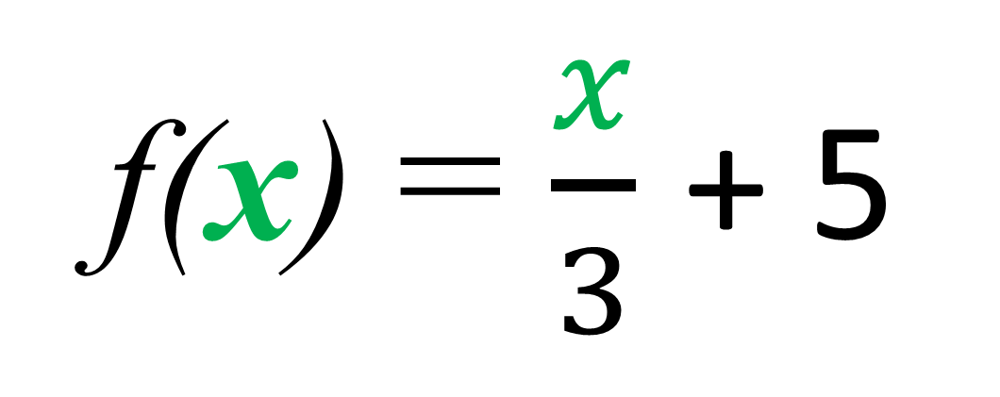 f(x) = x/3 + 5